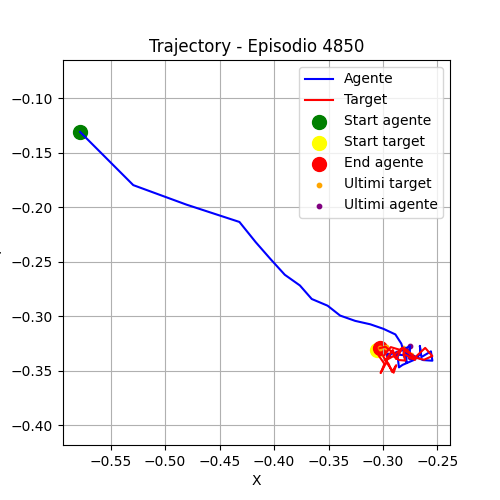 Trajectory - Episodio 4850
Agente
Target
Start agente
Start target
End agente
Ultimi target
Ultimi agente
−0.10
−0.15
−0.20
−0.25
−0.30
−0.35
−0.40
−0.55
−0.50
−0.45
−0.40
−0.35
−0.30
−0.25
X